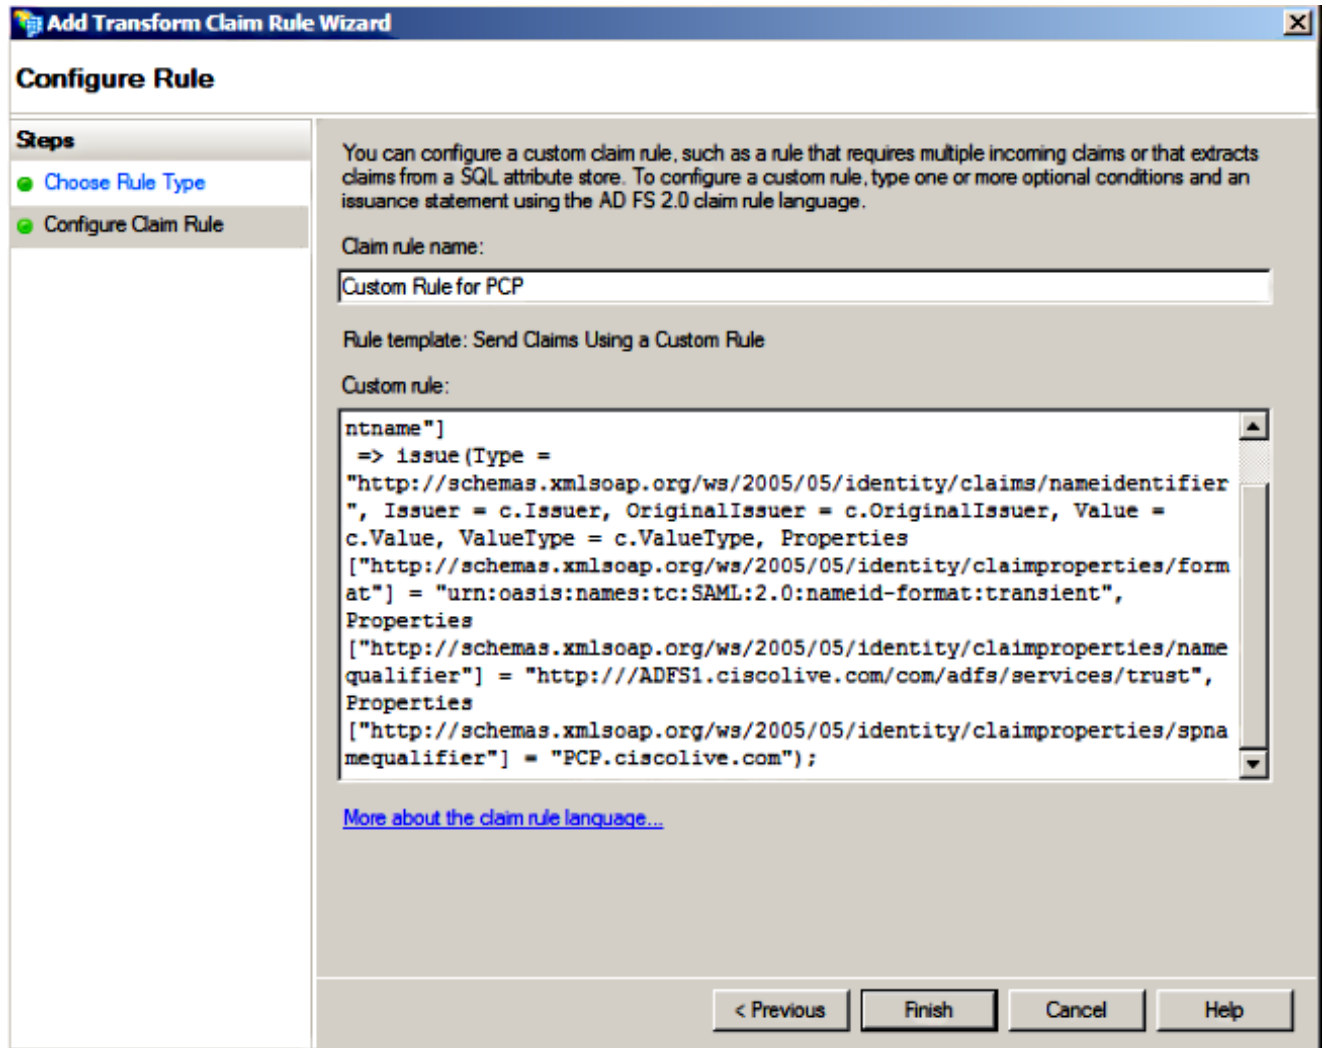 Add Transform Claim Rule Wizard
Configure Rule
Steps
Choose Rule Type
Configure Claim Rule
You can configure a custom claim rule, such as a rule that requires multiple incoming claims or that extracts
claims from a SQL attribute store. To configure a custom rule, type one or more optional conditions and an
issuance statement using the AD FS 2.0 claim rule language.
Claim rule name:
Custom Rule for PCP
Rule template: Send Claims Using a Custom Rule
Custom rule:
ntname"]
=> issue(Type =
"http://schemas.xmlsoap.org/ws/2005/05/identity/claims/nameidentifier
", Issuer = c.Issuer, OriginalIssuer = c.OriginalIssuer, Value =
c.Value, ValueType = c.ValueType, Properties
["http://schemas.xmlsoap.org/ws/2005/05/identity/claimproperties/form
at"] = "urn:oasis:names:tc:SAML:2.0:nameid-format:transient",
Properties
["http://schemas.xmlsoap.org/ws/2005/05/identity/claimproperties/name
qualifier"] = "http:///ADFS1.ciscolive.com/com/adfs/services/trust",
Properties
["http://schemas.xmlsoap.org/ws/2005/05/identity/claimproperties/spna
mequalifier"] = "PCP.ciscolive.com");
More about the claim rule language...
< Previous
Finish
Cancel
Help